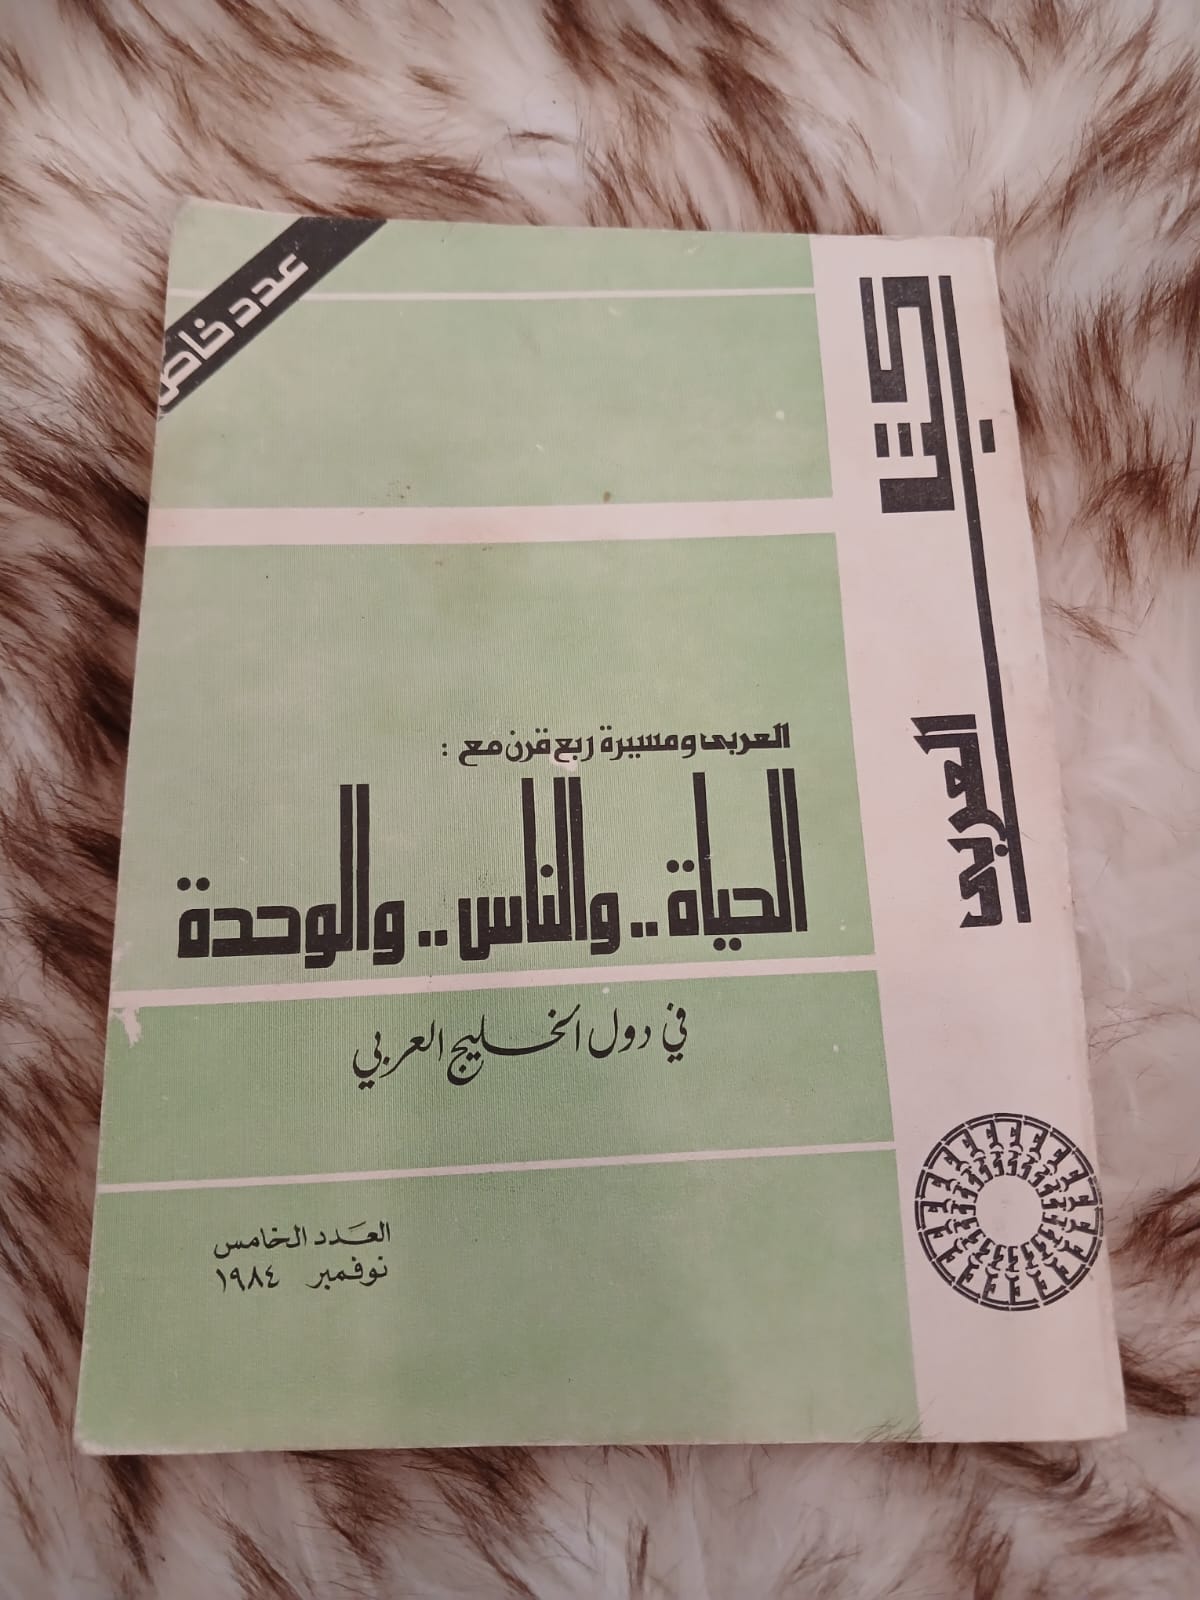 عدد خاص
كتاب
العربي
العربي ومسيرة ربع قرن مع :
الحياة .. والناس .. والوحدة
في دول الخليج العربي
العدد الخامس
نوفمبر ١٩٨٤